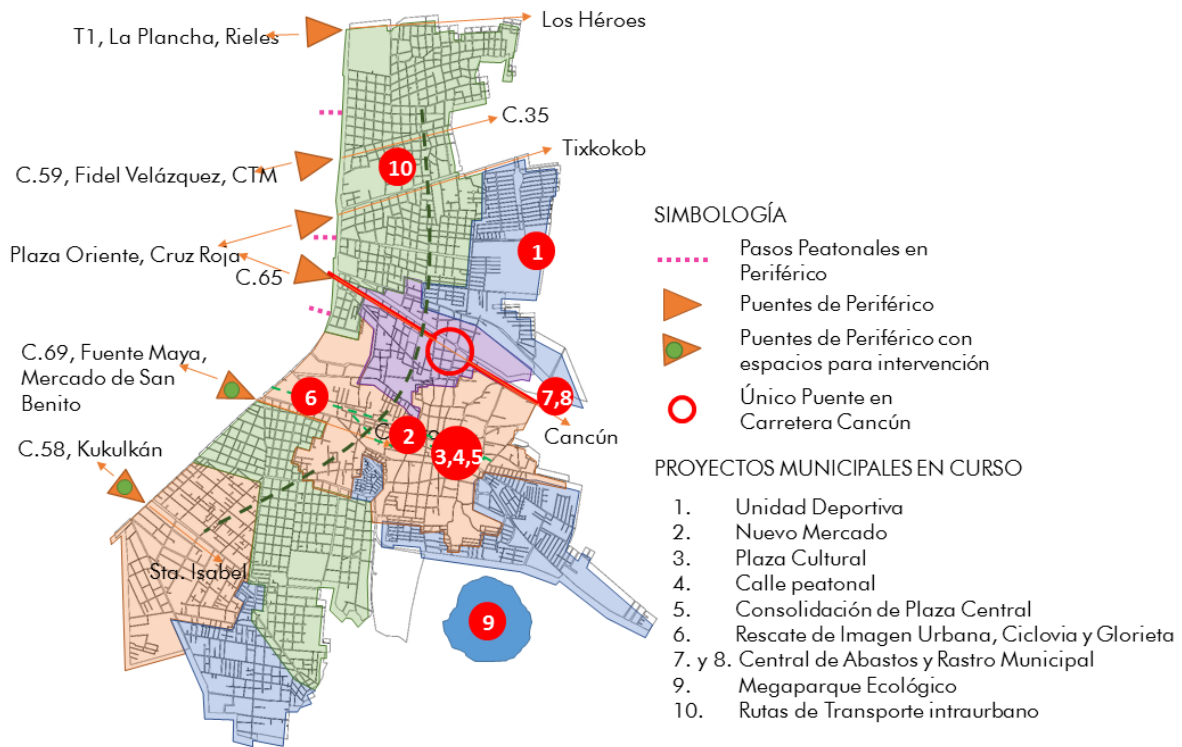 Los Héroes
T1, La Plancha, Rieles
C.35
Tixkokob
10
C.59, Fidel Velázquez, CTM
1
Plaza Oriente, Cruz Roja
C.65
C.69, Fuente Maya,
Mercado de San
Benito
6
7,8
Cancún
2
3,4,5
C.58, Kukulkán
Sta. Isabel
9
SIMBOLOGÍA
Pasos Peatonales en
Periférico
Puentes de Periférico
Puentes de Periférico con
espacios para intervención
Único Puente en
Carretera Cancún
PROYECTOS MUNICIPALES EN CURSO
1. Unidad Deportiva
2. Nuevo Mercado
3. Plaza Cultural
4. Calle peatonal
5. Consolidación de Plaza Central
6. Rescate de Imagen Urbana, Ciclovia y Glorieta
7. y 8. Central de Abastos y Rastro Municipal
9. Megaparque Ecológico
10. Rutas de Transporte intraurbano